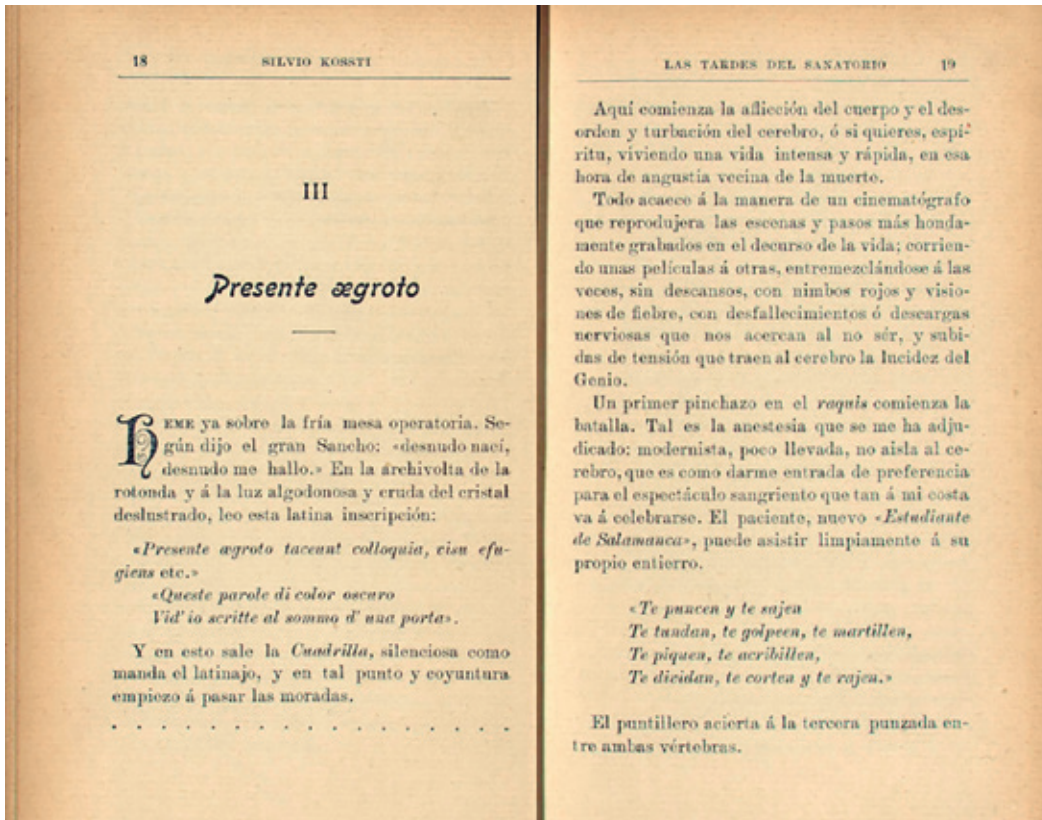 18
SILVIO KOSSTI
III
Presente ægroto
HEME ya sobre la fría mesa operatoria. Se-
gún dijo el gran Sancho: «desnudo nací,
desnudo me hallo.» En la archivolta de la
rotonda y á la luz algodonosa y cruda del cristal
deslustrado, leo esta latina inscripción:
«Presente ægroto taceunt colloquia, visu efu-
giens etc.»
«Queste parole di color oscuro
Vid' io scritte al sommo d' una porta».
Y en esto sale la Cuadrilla, silenciosa como
manda el latinajo, y en tal punto y coyuntura
empiezo á pasar las moradas.
. . . . . . . . . . . . . . . .
LAS TARDES DEL SANATORIO
19
Aquí comienza la aflicción del cuerpo y el des-
orden y turbación del cerebro, ó si quieres, espí-
ritu, viviendo una vida intensa y rápida, en esa
hora de angustia vecina de la muerte.
Todo acaece á la manera de un cinematógrafo
que reprodujera las escenas y pasos más honda-
mente grabados en el decurso de la vida; corrien-
do unas películas á otras, entremezclándose á las
veces, sin descansos, con nimbos rojos y visio-
nes de fiebre, con desfallecimientos ó descargas
nerviosas que nos acercan al no sér, y subi-
das de tensión que traen al cerebro la lucidez del
Genio.
Un primer pinchazo en el raquis comienza la
batalla. Tal es la anestesia que se me ha adju-
dicado: modernista, poco llevada, no aisla al ce-
rebro, que es como darme entrada de preferencia
para el espectáculo sangriento que tan á mi costa
va á celebrarse. El paciente, nuevo «Estudiante
de Salamanca», puede asistir limpiamente á su
propio entierro.
«Te puncen y te sajen
Te tundan, te golpeen, te martillen,
Te piquen, te acribillen,
Te dividan, te corten y te rajen.»
El puntillero acierta á la tercera punzada en-
tre ambas vértebras.